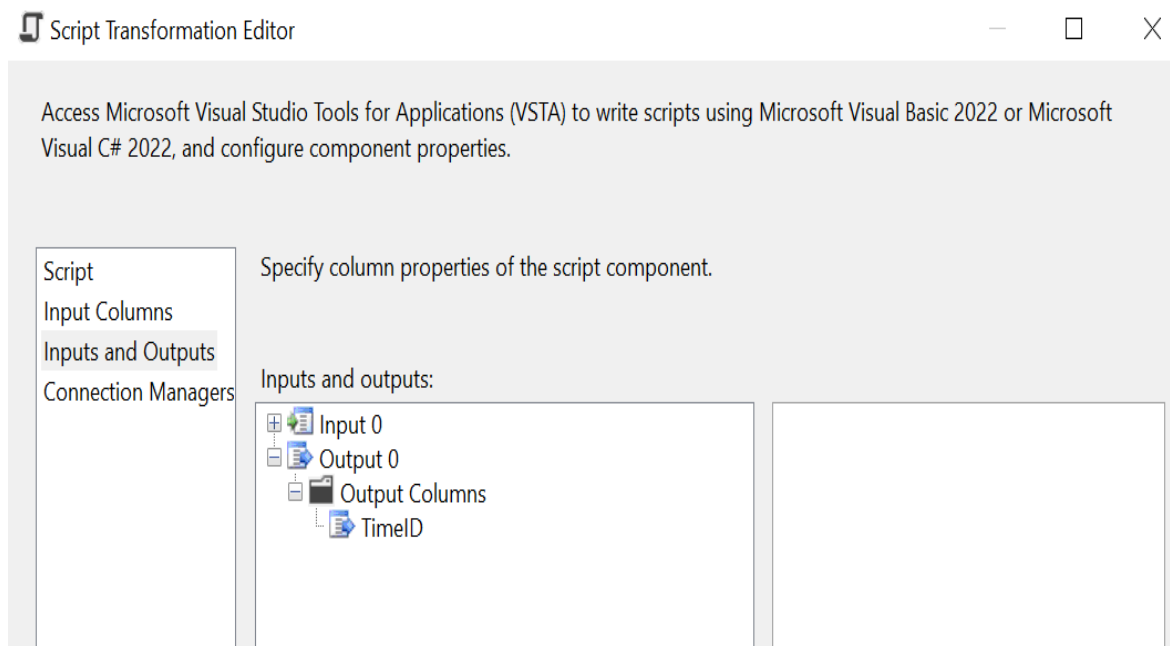 Script Transformation Editor
Access Microsoft Visual Studio Tools for Applications (VSTA) to write scripts using Microsoft Visual Basic 2022 or Microsoft
Visual C# 2022, and configure component properties.
Script
Input Columns
Inputs and Outputs
Connection Managers
Specify column properties of the script component.
Inputs and outputs:
Input 0
Output 0
Output Columns
TimeID